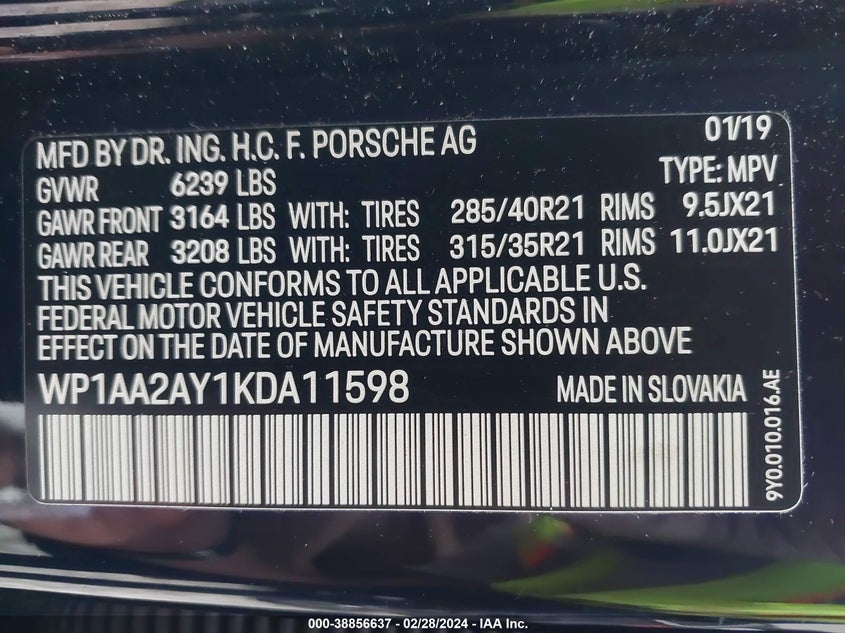 MFD BY DR. ING. H.C. F. PORSCHE AG 01/19
GVWR 6239 LBS TYPE: MPV
GAWR FRONT 3164 LBS WITH: TIRES 285/40R21 RIMS 9.5JX21
GAWR REAR 3208 LBS WITH: TIRES 315/35R21 RIMS 11.0JX21
THIS VEHICLE CONFORMS TO ALL APPLICABLE U.S.
FEDERAL MOTOR VEHICLE SAFETY STANDARDS IN
EFFECT ON THE DATE OF MANUFACTURE SHOWN ABOVE
WP1AA2AY1KDA11598 MADE IN SLOVAKIA
9Y0.010.016.AE
000-38856637 - 02/28/2024 - IAA Inc.